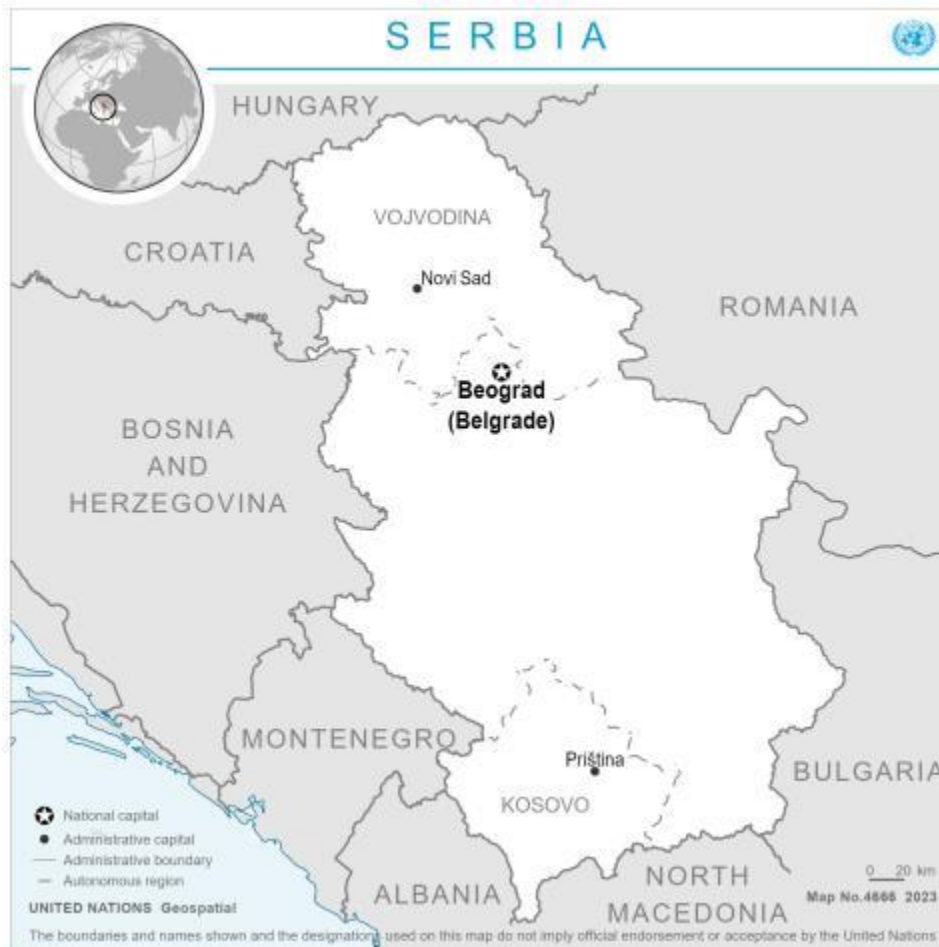 SERBIA
HUNGARY
VOJVODINA
CROATIA
Novi Sad
ROMANIA
Beograd
(Belgrade)
BOSNIA
AND
HERZEGOVINA
MONTENEGRO
Priština
BULGARIA
KOSOVO
National capital
Administrative capital
Administrative boundary
Autonomous region
ALBANIA
NORTH
MACEDONIA
0 20 km
Map No.4666 2023
UNITED NATIONS Geospatial
The boundaries and names shown and the designations used on this map do not imply official endorsement or acceptance by the United Nations